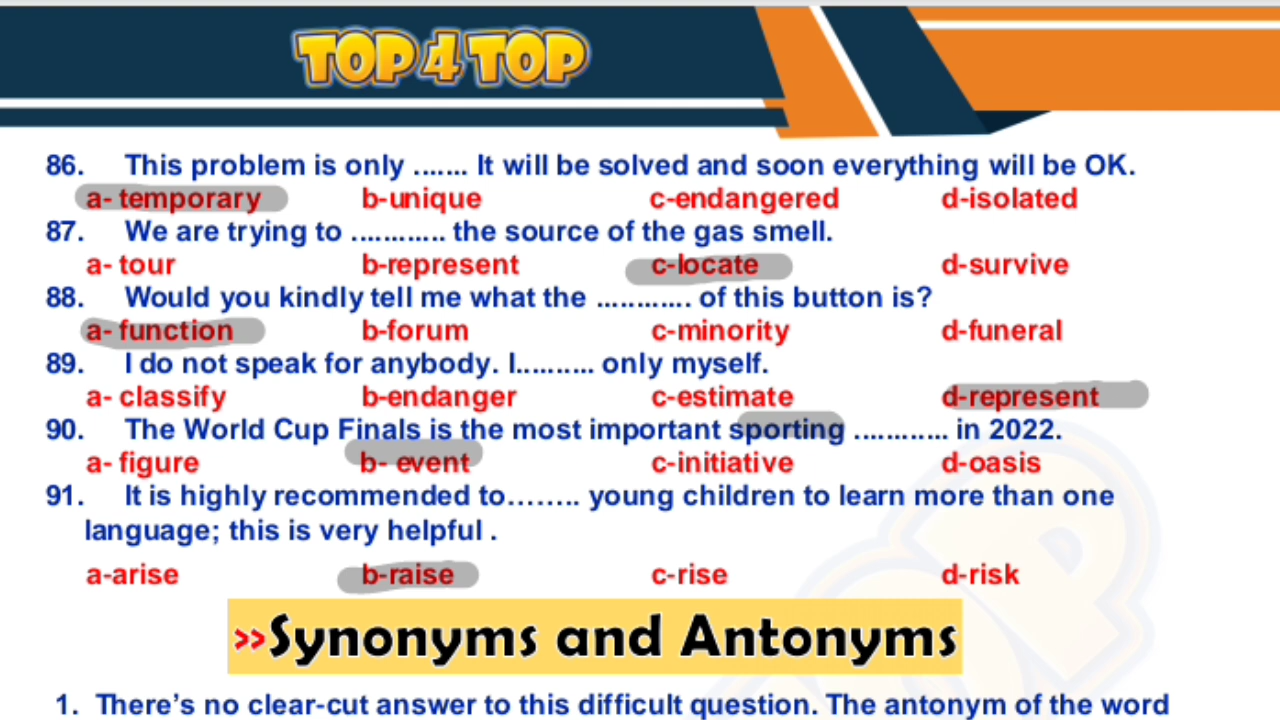 TOP 4 TOP
86. This problem is only ....... It will be solved and soon everything will be OK.
a- temporary b-unique c-endangered d-isolated
87. We are trying to ............ the source of the gas smell.
a- tour b-represent c-locate d-survive
88. Would you kindly tell me what the ............ of this button is?
a- function b-forum c-minority d-funeral
89. I do not speak for anybody. I.......... only myself.
a- classify b-endanger c-estimate d-represent
90. The World Cup Finals is the most important sporting ............ in 2022.
a- figure b- event c-initiative d-oasis
91. It is highly recommended to…….. young children to learn more than one
language; this is very helpful .
a-arise b-raise c-rise d-risk
»Synonyms and Antonyms
1. There’s no clear-cut answer to this difficult question. The antonym of the word